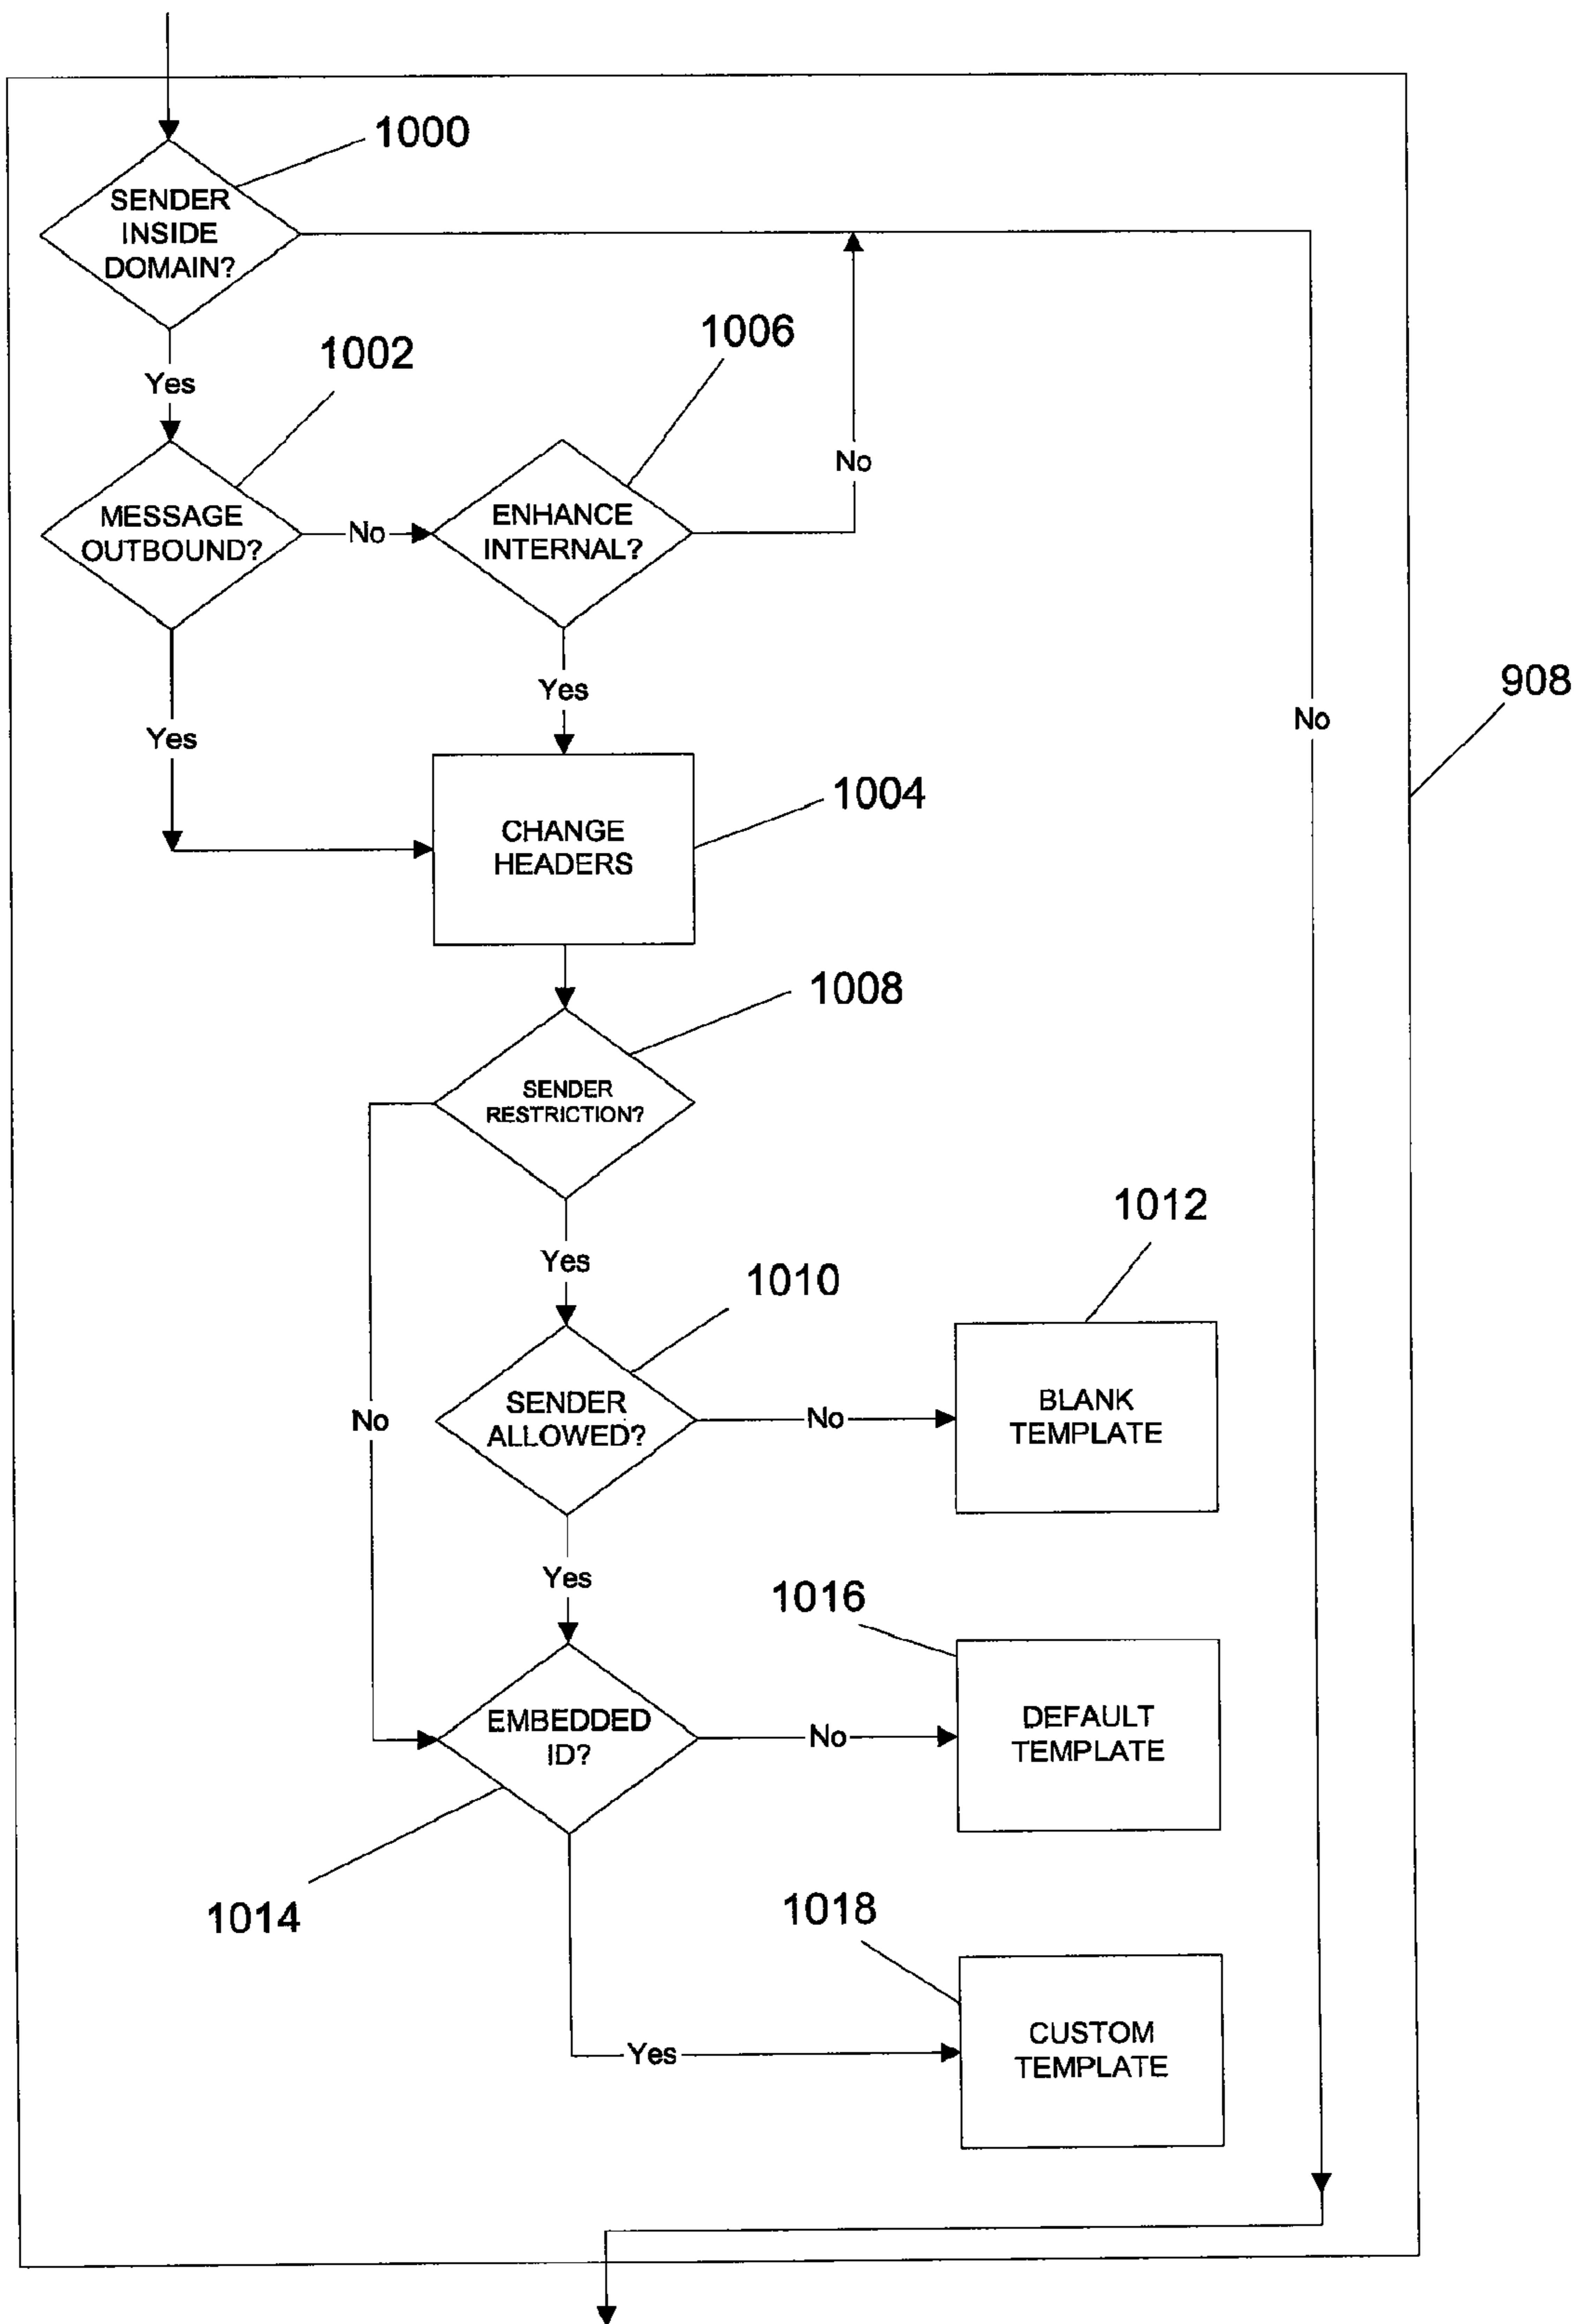 1000
SENDER
INSIDE
DOMAIN?
Yes
1002
1006
MESSAGE
OUTBOUND?
No
ENHANCE
INTERNAL?
No
Yes
Yes
No
908
1004
CHANGE
HEADERS
1008
SENDER
RESTRICTION?
Yes
No
1010
1012
SENDER
ALLOWED?
No
BLANK
TEMPLATE
Yes
1016
EMBEDDED
ID?
No
DEFAULT
TEMPLATE
1014
1018
Yes
CUSTOM
TEMPLATE